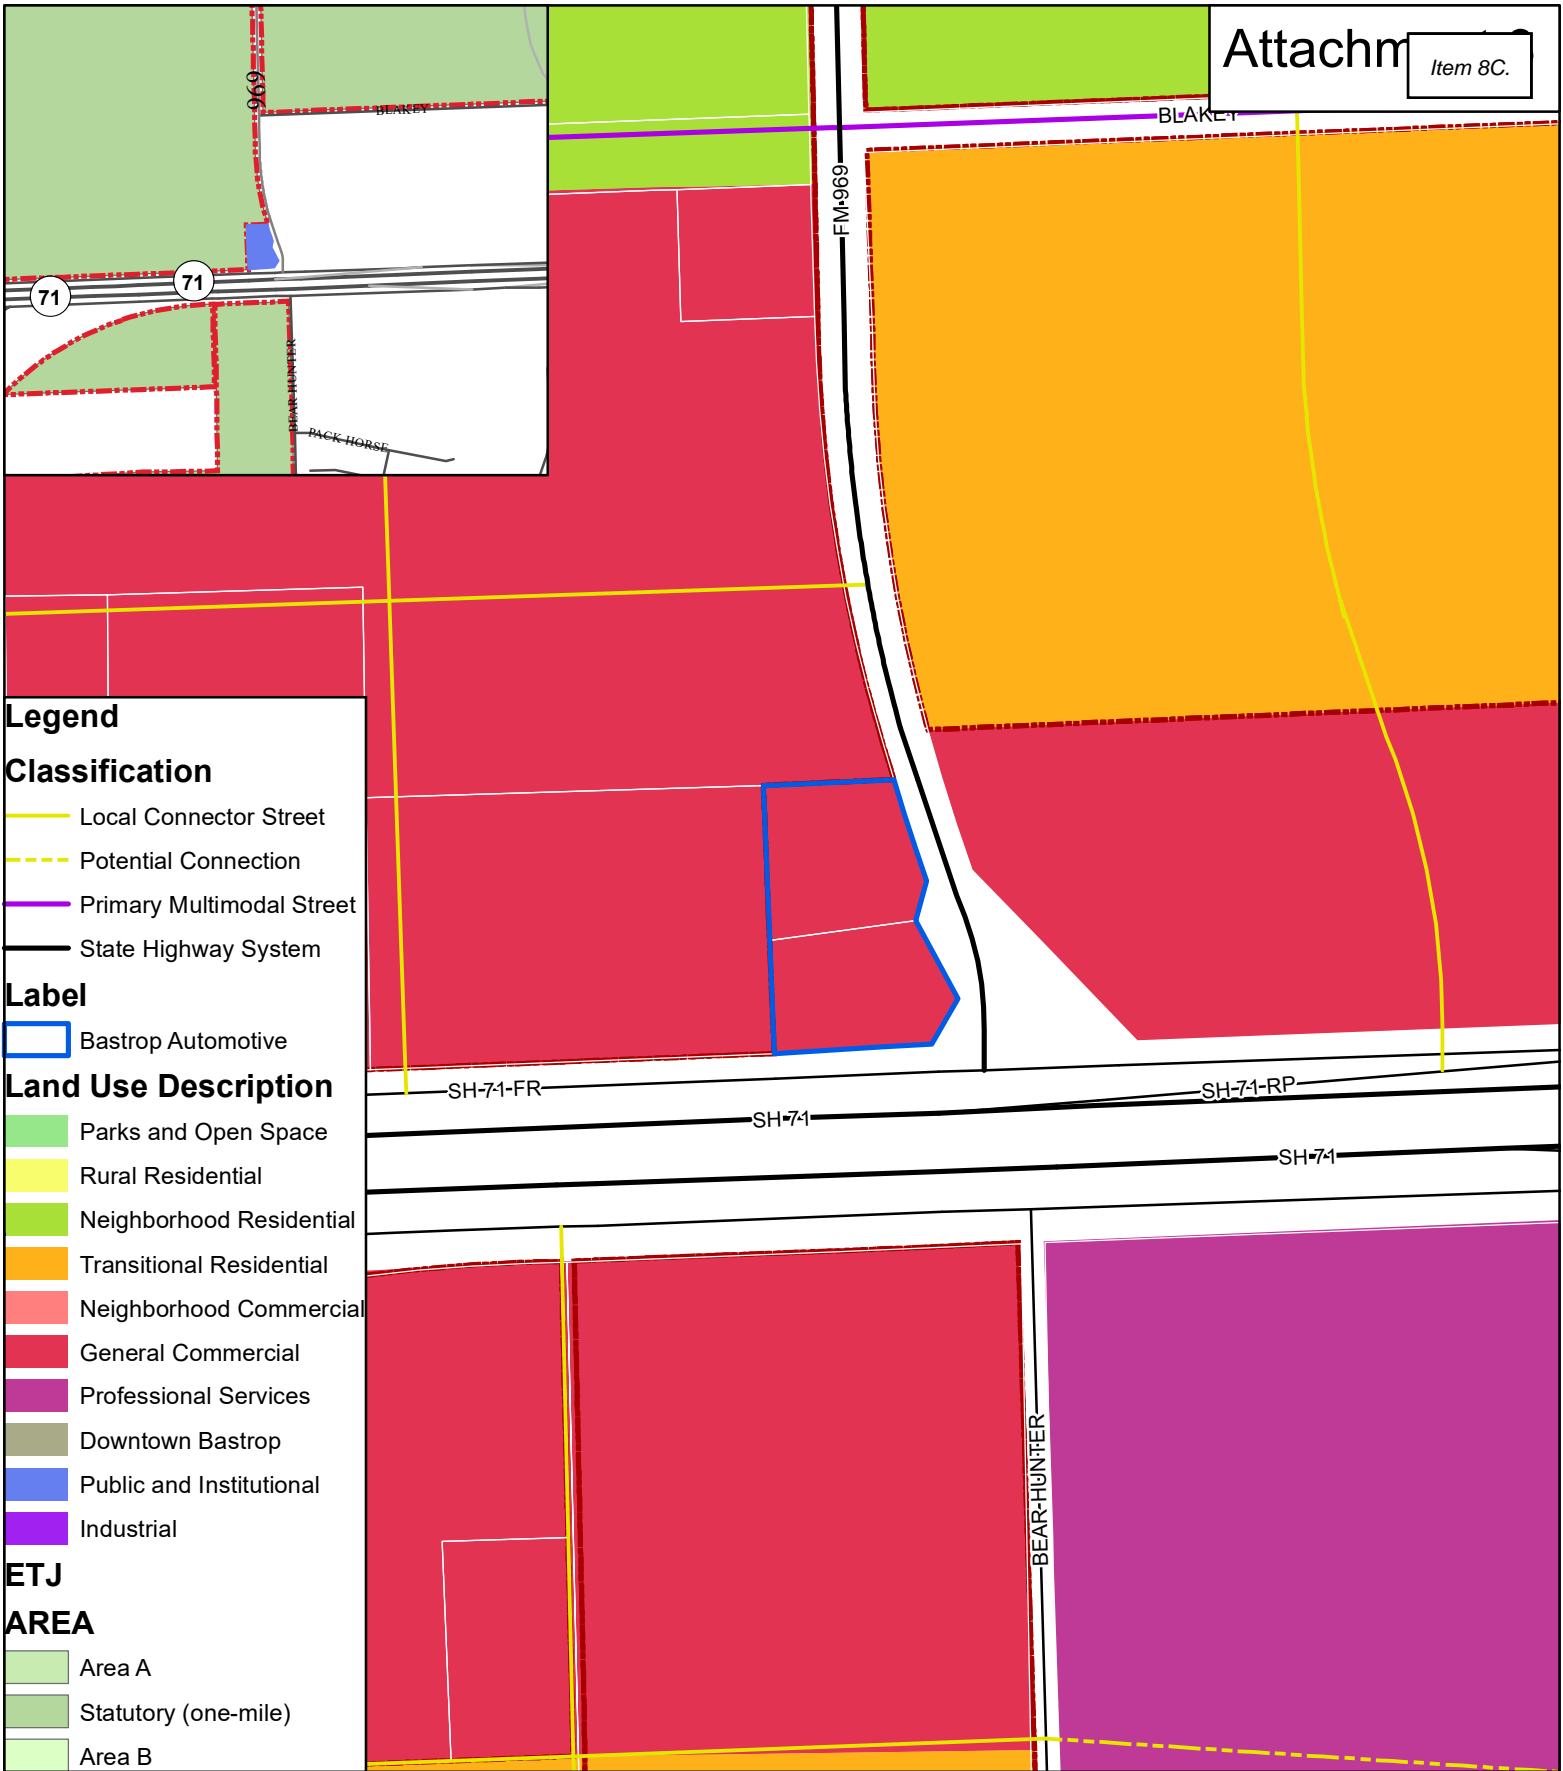 Attachm
Item 8C.
969
BLAKEY
71
71
BEAR HUNTER
PACK HORSE
BLAKEY
FM 969
Legend
Classification
Local Connector Street
Potential Connection
Primary Multimodal Street
State Highway System
Label
Bastrop Automotive
Land Use Description
Parks and Open Space
Rural Residential
Neighborhood Residential
Transitional Residential
Neighborhood Commercial
General Commercial
Professional Services
Downtown Bastrop
Public and Institutional
Industrial
ETJ
AREA
Area A
Statutory (one-mile)
Area B
SH 71 FR
SH 71 RP
SH 71
SH 71
BEAR HUNTER